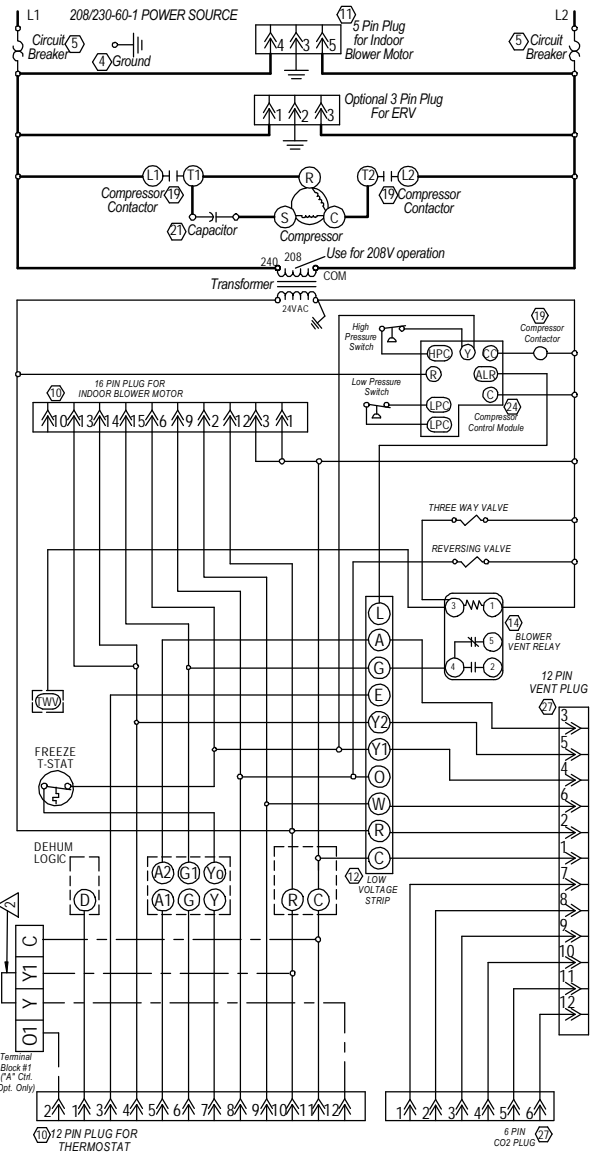 L1 208/230-60-1 POWER SOURCE L2
11
5 Pin Plug
for Indoor
Blower Motor
Circuit 5
Breaker
4 Ground
5 Circuit
Breaker
4 3 5
Optional 3 Pin Plug
For ERV
1 2 3
L1 T1 R T2 L2
Compressor 19
Contactor
19 Compressor
Contactor
S C
21 Capacitor
Compressor
Use for 208V operation
240 208
COM
Transformer
24VAC
High
Pressure
Switch
19
Compressor
Contactor
HPC Y CC
R ALR
Low Pressure
Switch
LPC C
LPC
24
Compressor
Control Module
10
16 PIN PLUG FOR
INDOOR BLOWER MOTOR
10 13 14 15 6 9 2 12 3 1
THREE WAY VALVE
REVERSING VALVE
3 1
5
4 2
14
BLOWER
VENT RELAY
L
A
G
E
Y2
Y1
O
W
R
C
12 LOW
VOLTAGE
STRIP
12 PIN
VENT PLUG
27
3
5
4
6
2
1
7
8
9
10
11
12
TWV
FREEZE
T-STAT
DEHUM
LOGIC
D
A2 G1 Yo
A1 G Y
R C
2
C
Y1
Y
O1
Terminal
Block #1
("A" Ctrl.
Opt. Only)
2 1 3 4 5 6 7 8 9 10 11 12
10 12 PIN PLUG FOR
THERMOSTAT
1 2 3 4 5 6
6 PIN
CO2 PLUG 27